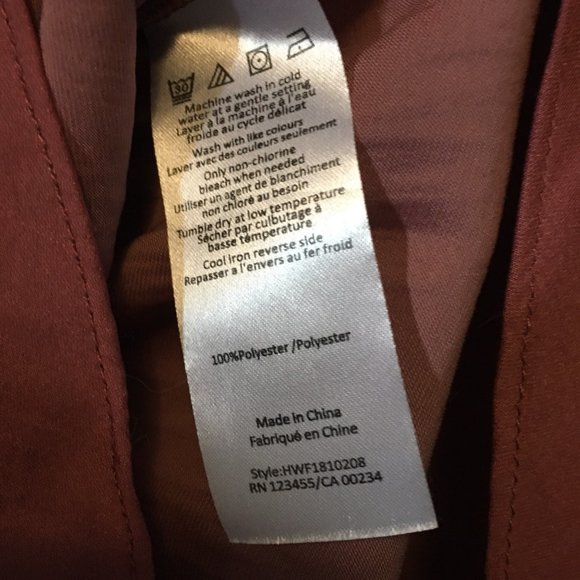 Machine wash in cold
water at a gentle setting
Laver à la machine à l'eau
froide au cycle délicat
Wash with like colours
Laver avec des couleurs seulement
Only non-chlorine
bleach when needed
Utiliser un agent de blanchiment
non chloré au besoin
Tumble dry at low temperature
Sécher par culbutage à
basse température
Cool iron reverse side
Repasser a l'envers au fer froid
100%Polyester /Polyester
Made in China
Fabriqué en Chine
Style:HWF1810208
RN 123455/CA 00234